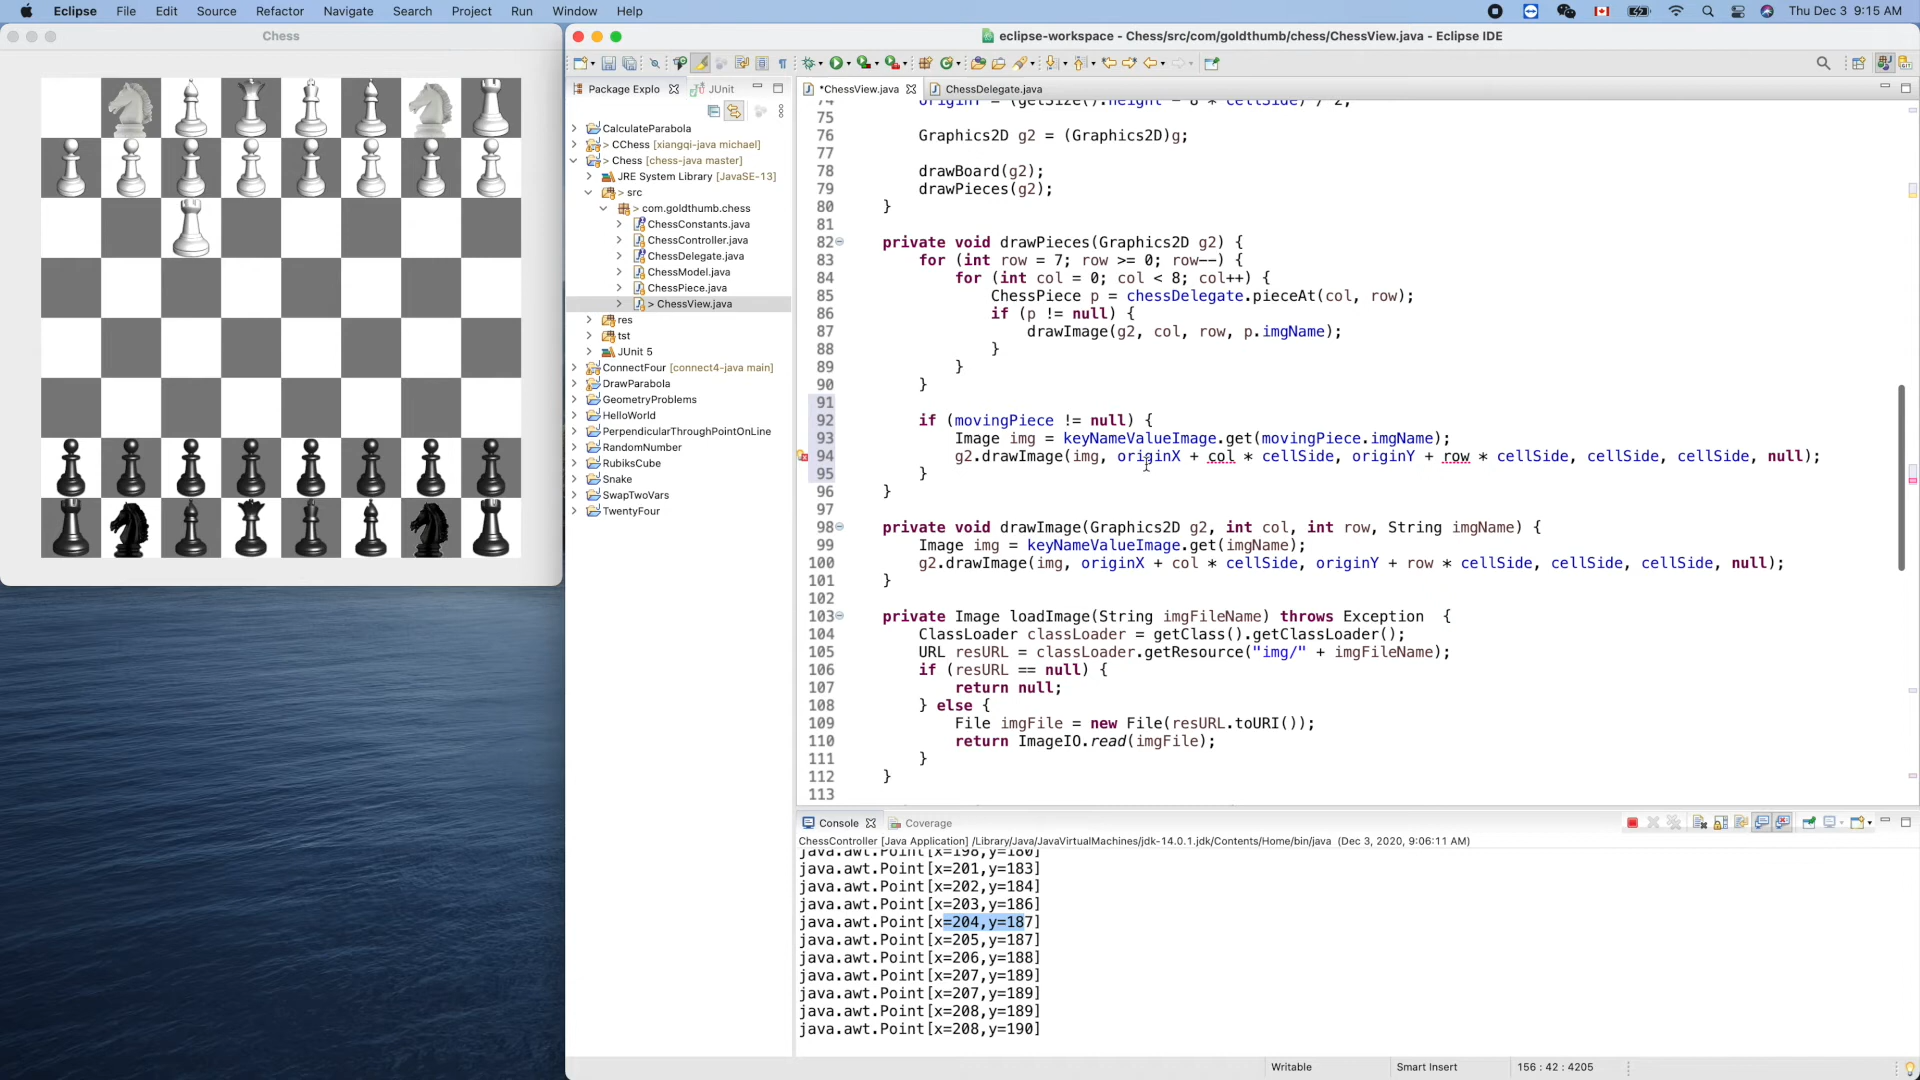 Eclipse File Edit Source Refactor Navigate Search Project Run Window Help Thu Dec 3 9:15 AM
Chess
eclipse-workspace - Chess/src/com/goldthumb/chess/ChessView.java - Eclipse IDE
Package Explo JUnit
CalculateParabola
> CChess [xiangqi-java michael]
> Chess [chess-java master]
JRE System Library [JavaSE-13]
> src
> com.goldthumb.chess
ChessConstants.java
ChessController.java
ChessDelegate.java
ChessModel.java
ChessPiece.java
> ChessView.java
res
tst
JUnit 5
ConnectFour [connect4-java main]
DrawParabola
GeometryProblems
HelloWorld
PerpendicularThroughPointOnLine
RandomNumber
RubiksCube
Snake
SwapTwoVars
TwentyFour
*ChessView.java ChessDelegate.java
74 originY = (getSize().height - 8 * cellSide) / 2;
75
76 Graphics2D g2 = (Graphics2D)g;
77
78 drawBoard(g2);
79 drawPieces(g2);
80 }
81
82 private void drawPieces(Graphics2D g2) {
83 for (int row = 7; row >= 0; row--) {
84 for (int col = 0; col < 8; col++) {
85 ChessPiece p = chessDelegate.pieceAt(col, row);
86 if (p != null) {
87 drawImage(g2, col, row, p.imgName);
88 }
89 }
90 }
91
92 if (movingPiece != null) {
93 Image img = keyNameValueImage.get(movingPiece.imgName);
94 g2.drawImage(img, originX + col * cellSide, originY + row * cellSide, cellSide, cellSide, null);
95 }
96 }
97
98 private void drawImage(Graphics2D g2, int col, int row, String imgName) {
99 Image img = keyNameValueImage.get(imgName);
100 g2.drawImage(img, originX + col * cellSide, originY + row * cellSide, cellSide, cellSide, null);
101 }
102
103 private Image loadImage(String imgFileName) throws Exception {
104 ClassLoader classLoader = getClass().getClassLoader();
105 URL resURL = classLoader.getResource("img/" + imgFileName);
106 if (resURL == null) {
107 return null;
108 } else {
109 File imgFile = new File(resURL.toURI());
110 return ImageIO.read(imgFile);
111 }
112 }
113
Console Coverage
ChessController [Java Application] /Library/Java/JavaVirtualMachines/jdk-14.0.1.jdk/Contents/Home/bin/java (Dec 3, 2020, 9:06:11 AM)
java.awt.Point[x=198,y=180]
java.awt.Point[x=201,y=183]
java.awt.Point[x=202,y=184]
java.awt.Point[x=203,y=186]
java.awt.Point[x=204,y=187]
java.awt.Point[x=205,y=187]
java.awt.Point[x=206,y=188]
java.awt.Point[x=207,y=189]
java.awt.Point[x=207,y=189]
java.awt.Point[x=208,y=189]
java.awt.Point[x=208,y=190]
Writable Smart Insert 156 : 42 : 4205